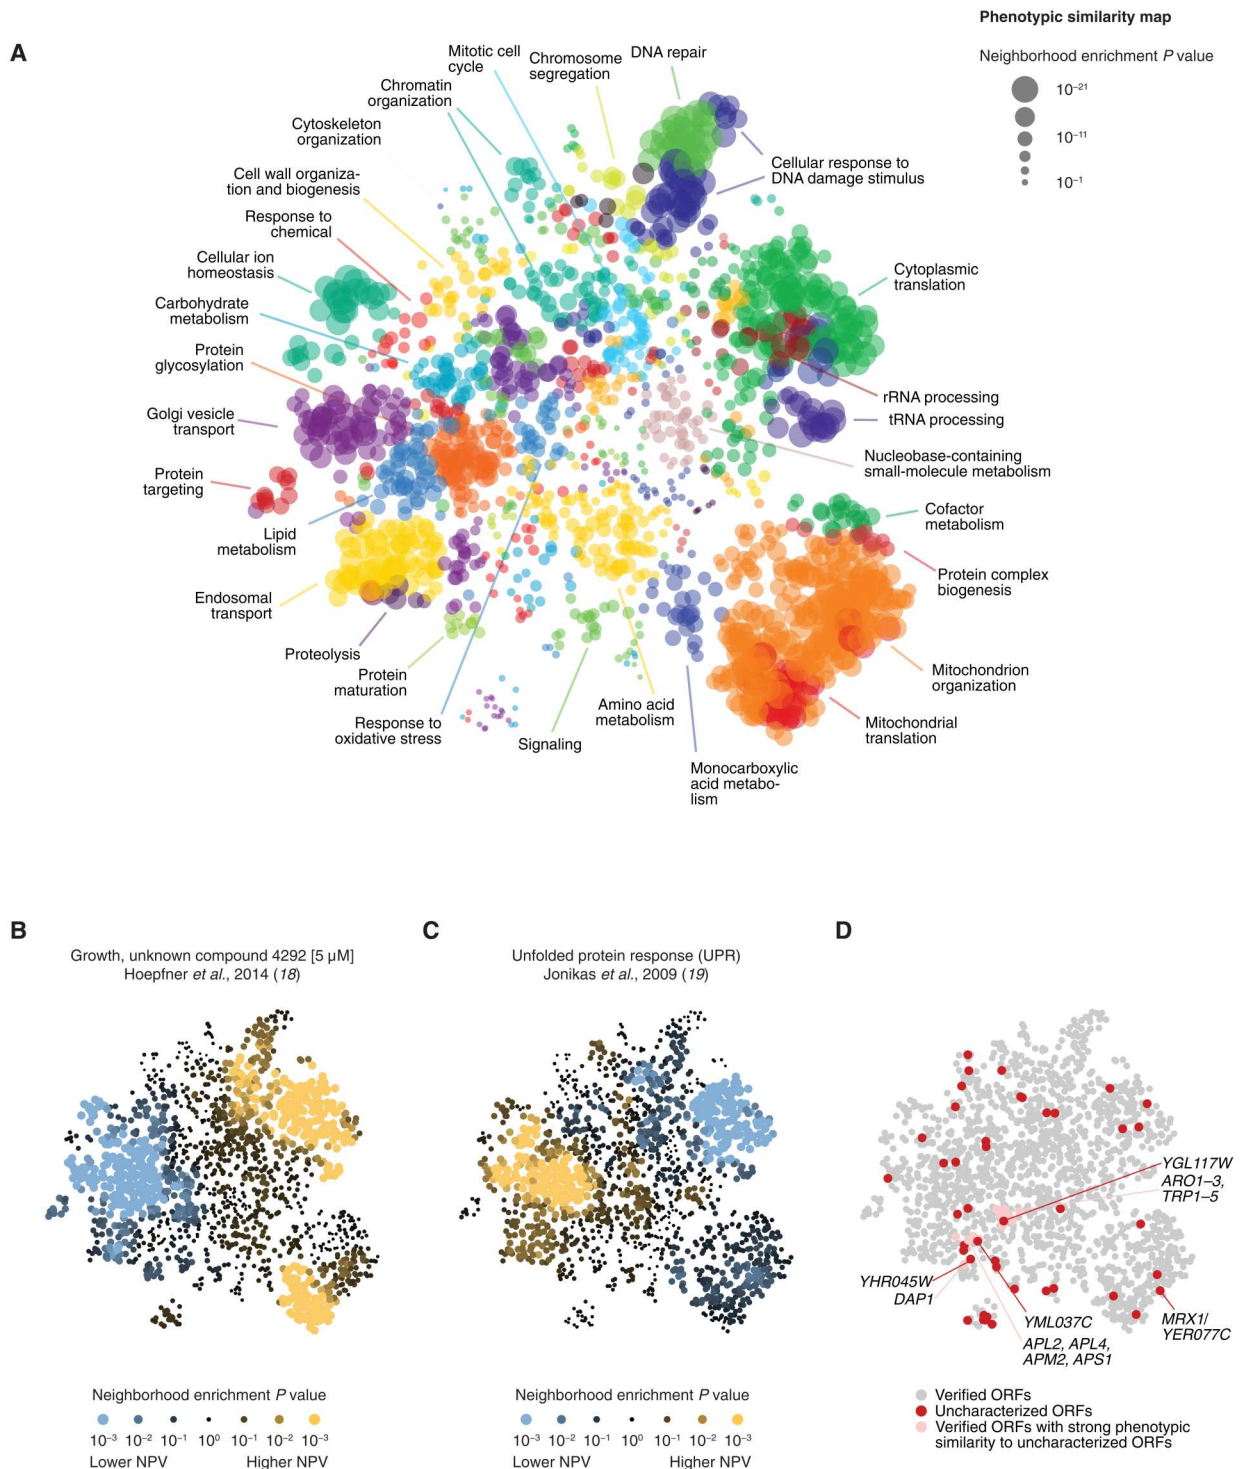 Phenotypic similarity map
Neighborhood enrichment P value
10⁻²¹
10⁻¹¹
10⁻¹
A
Mitotic cell
cycle
Chromosome
segregation
DNA repair
Chromatin
organization
Cytoskeleton
organization
Cell wall organiza-
tion and biogenesis
Response to
chemical
Cellular ion
homeostasis
Carbohydrate
metabolism
Protein
glycosylation
Golgi vesicle
transport
Protein
targeting
Lipid
metabolism
Endosomal
transport
Proteolysis
Protein
maturation
Response to
oxidative stress
Signaling
Amino acid
metabolism
Monocarboxylic
acid metabo-
lism
Cellular response to
DNA damage stimulus
Cytoplasmic
translation
rRNA processing
tRNA processing
Nucleobase-containing
small-molecule metabolism
Cofactor
metabolism
Protein complex
biogenesis
Mitochondrion
organization
Mitochondrial
translation
B
Growth, unknown compound 4292 [5 µM]
Hoepfner et al., 2014 (18)
Neighborhood enrichment P value
10⁻³ 10⁻² 10⁻¹ 10⁰ 10⁻¹ 10⁻² 10⁻³
Lower NPV Higher NPV
C
Unfolded protein response (UPR)
Jonikas et al., 2009 (19)
Neighborhood enrichment P value
10⁻³ 10⁻² 10⁻¹ 10⁰ 10⁻¹ 10⁻² 10⁻³
Lower NPV Higher NPV
D
YGL117W
ARO1–3,
TRP1–5
YHR045W
DAP1
YML037C
APL2, APL4,
APM2, APS1
MRX1/
YER077C
Verified ORFs
Uncharacterized ORFs
Verified ORFs with strong phenotypic
similarity to uncharacterized ORFs